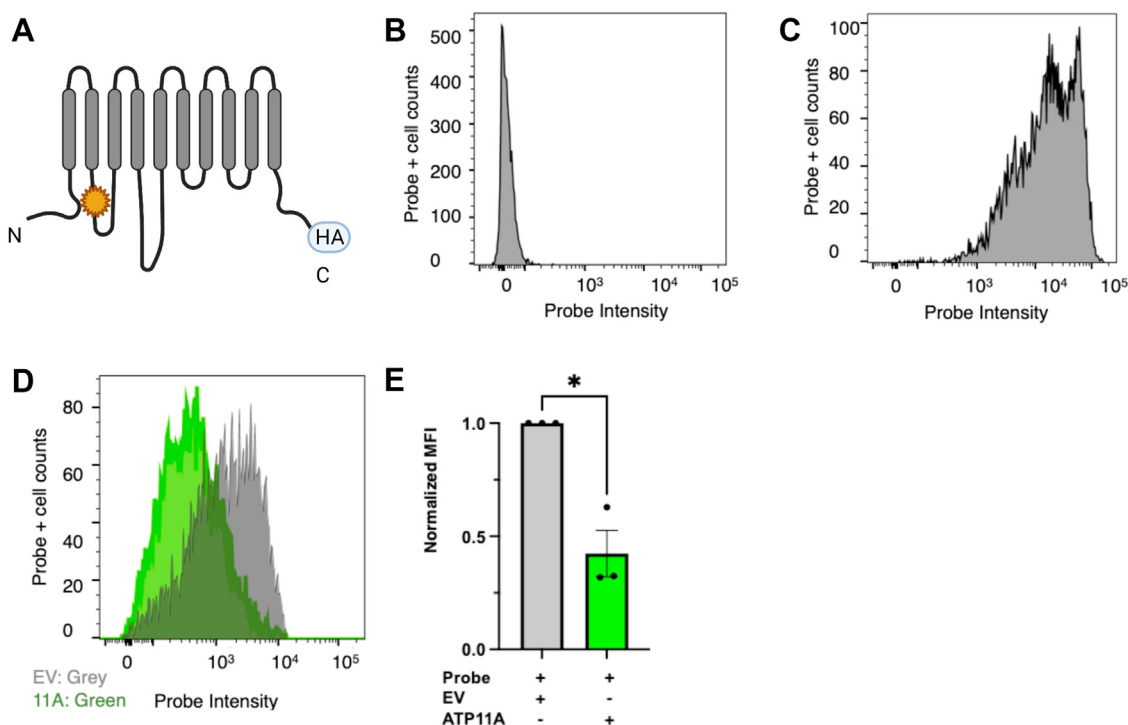 A
N
HA
C
B
Probe + cell counts
500
400
300
200
100
0
0
10³
10⁴
10⁵
Probe Intensity
C
Probe + cell counts
100
80
60
40
20
0
0
10³
10⁴
10⁵
Probe Intensity
D
Probe + cell counts
80
60
40
20
0
0
10³
10⁴
10⁵
EV: Grey
11A: Green
Probe Intensity
E
*
Normalized MFI
1.0
0.5
0.0
Probe + +
EV + -
ATP11A - +